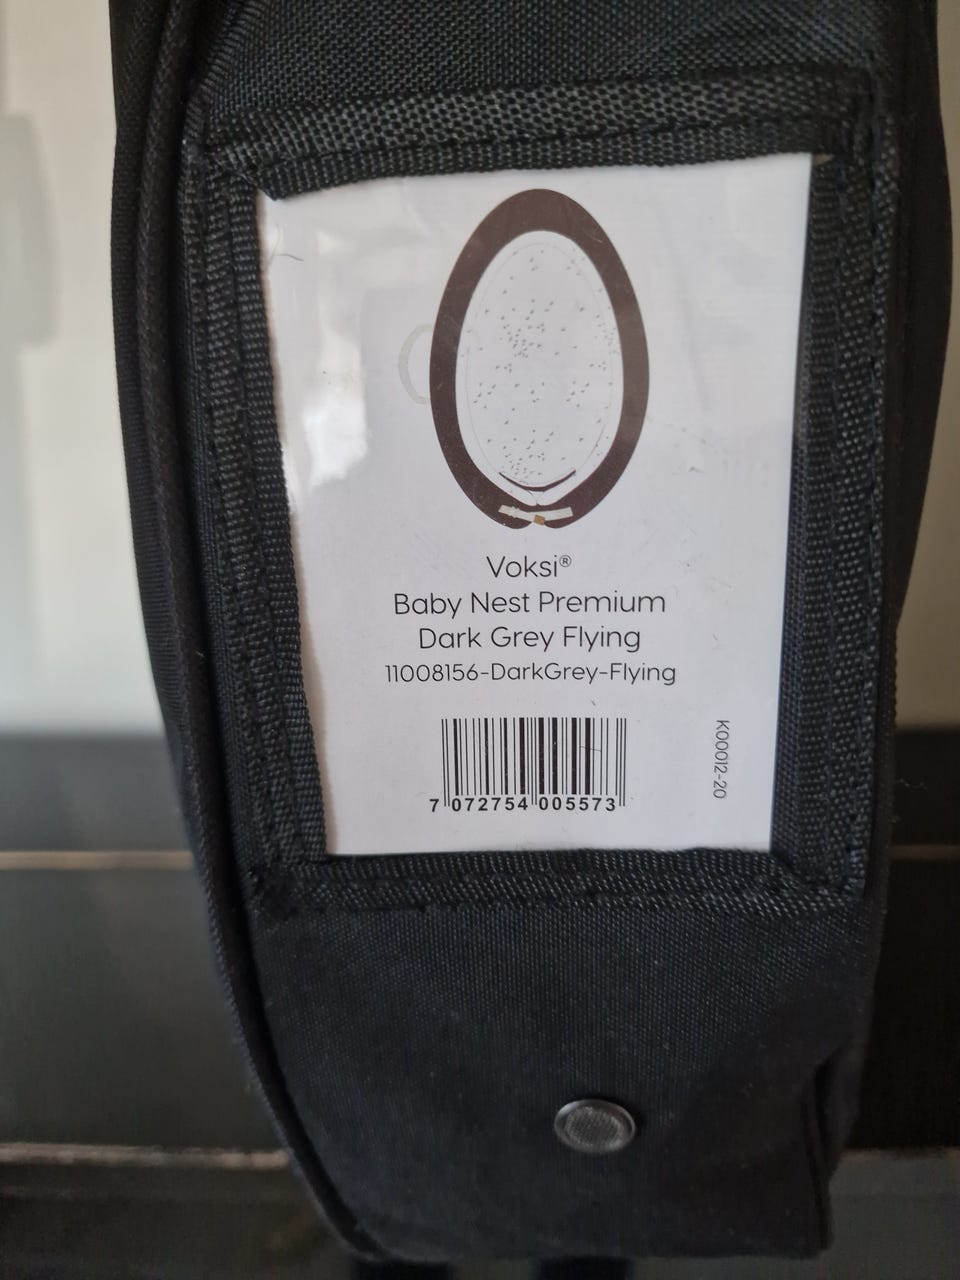 Voksi®
Baby Nest Premium
Dark Grey Flying
11008156-DarkGrey-Flying
7 072754 005573
K00012-20